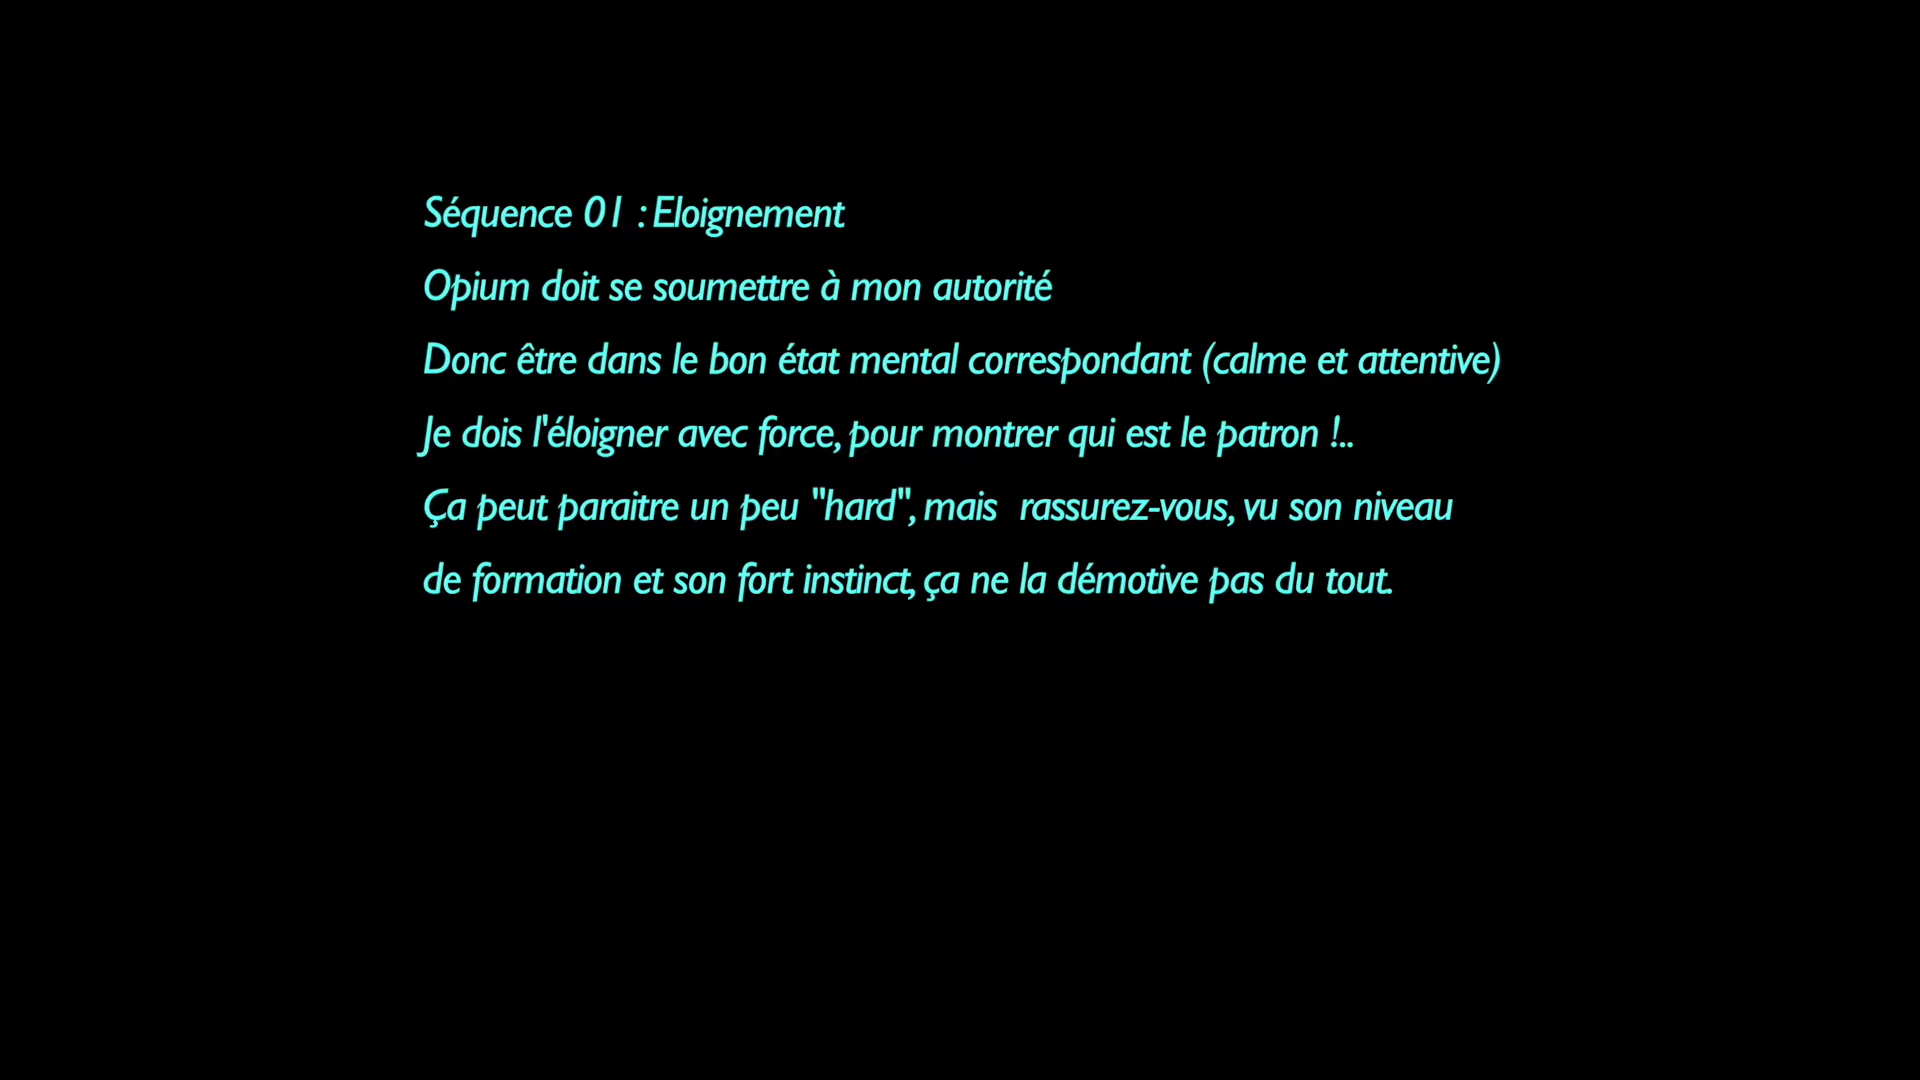 Séquence 01 : Eloignement
Opium doit se soumettre à mon autorité
Donc être dans le bon état mental correspondant (calme et attentive)
Je dois l'éloigner avec force, pour montrer qui est le patron !..
Ça peut paraitre un peu "hard", mais  rassurez-vous, vu son niveau
de formation et son fort instinct, ça ne la démotive pas du tout.